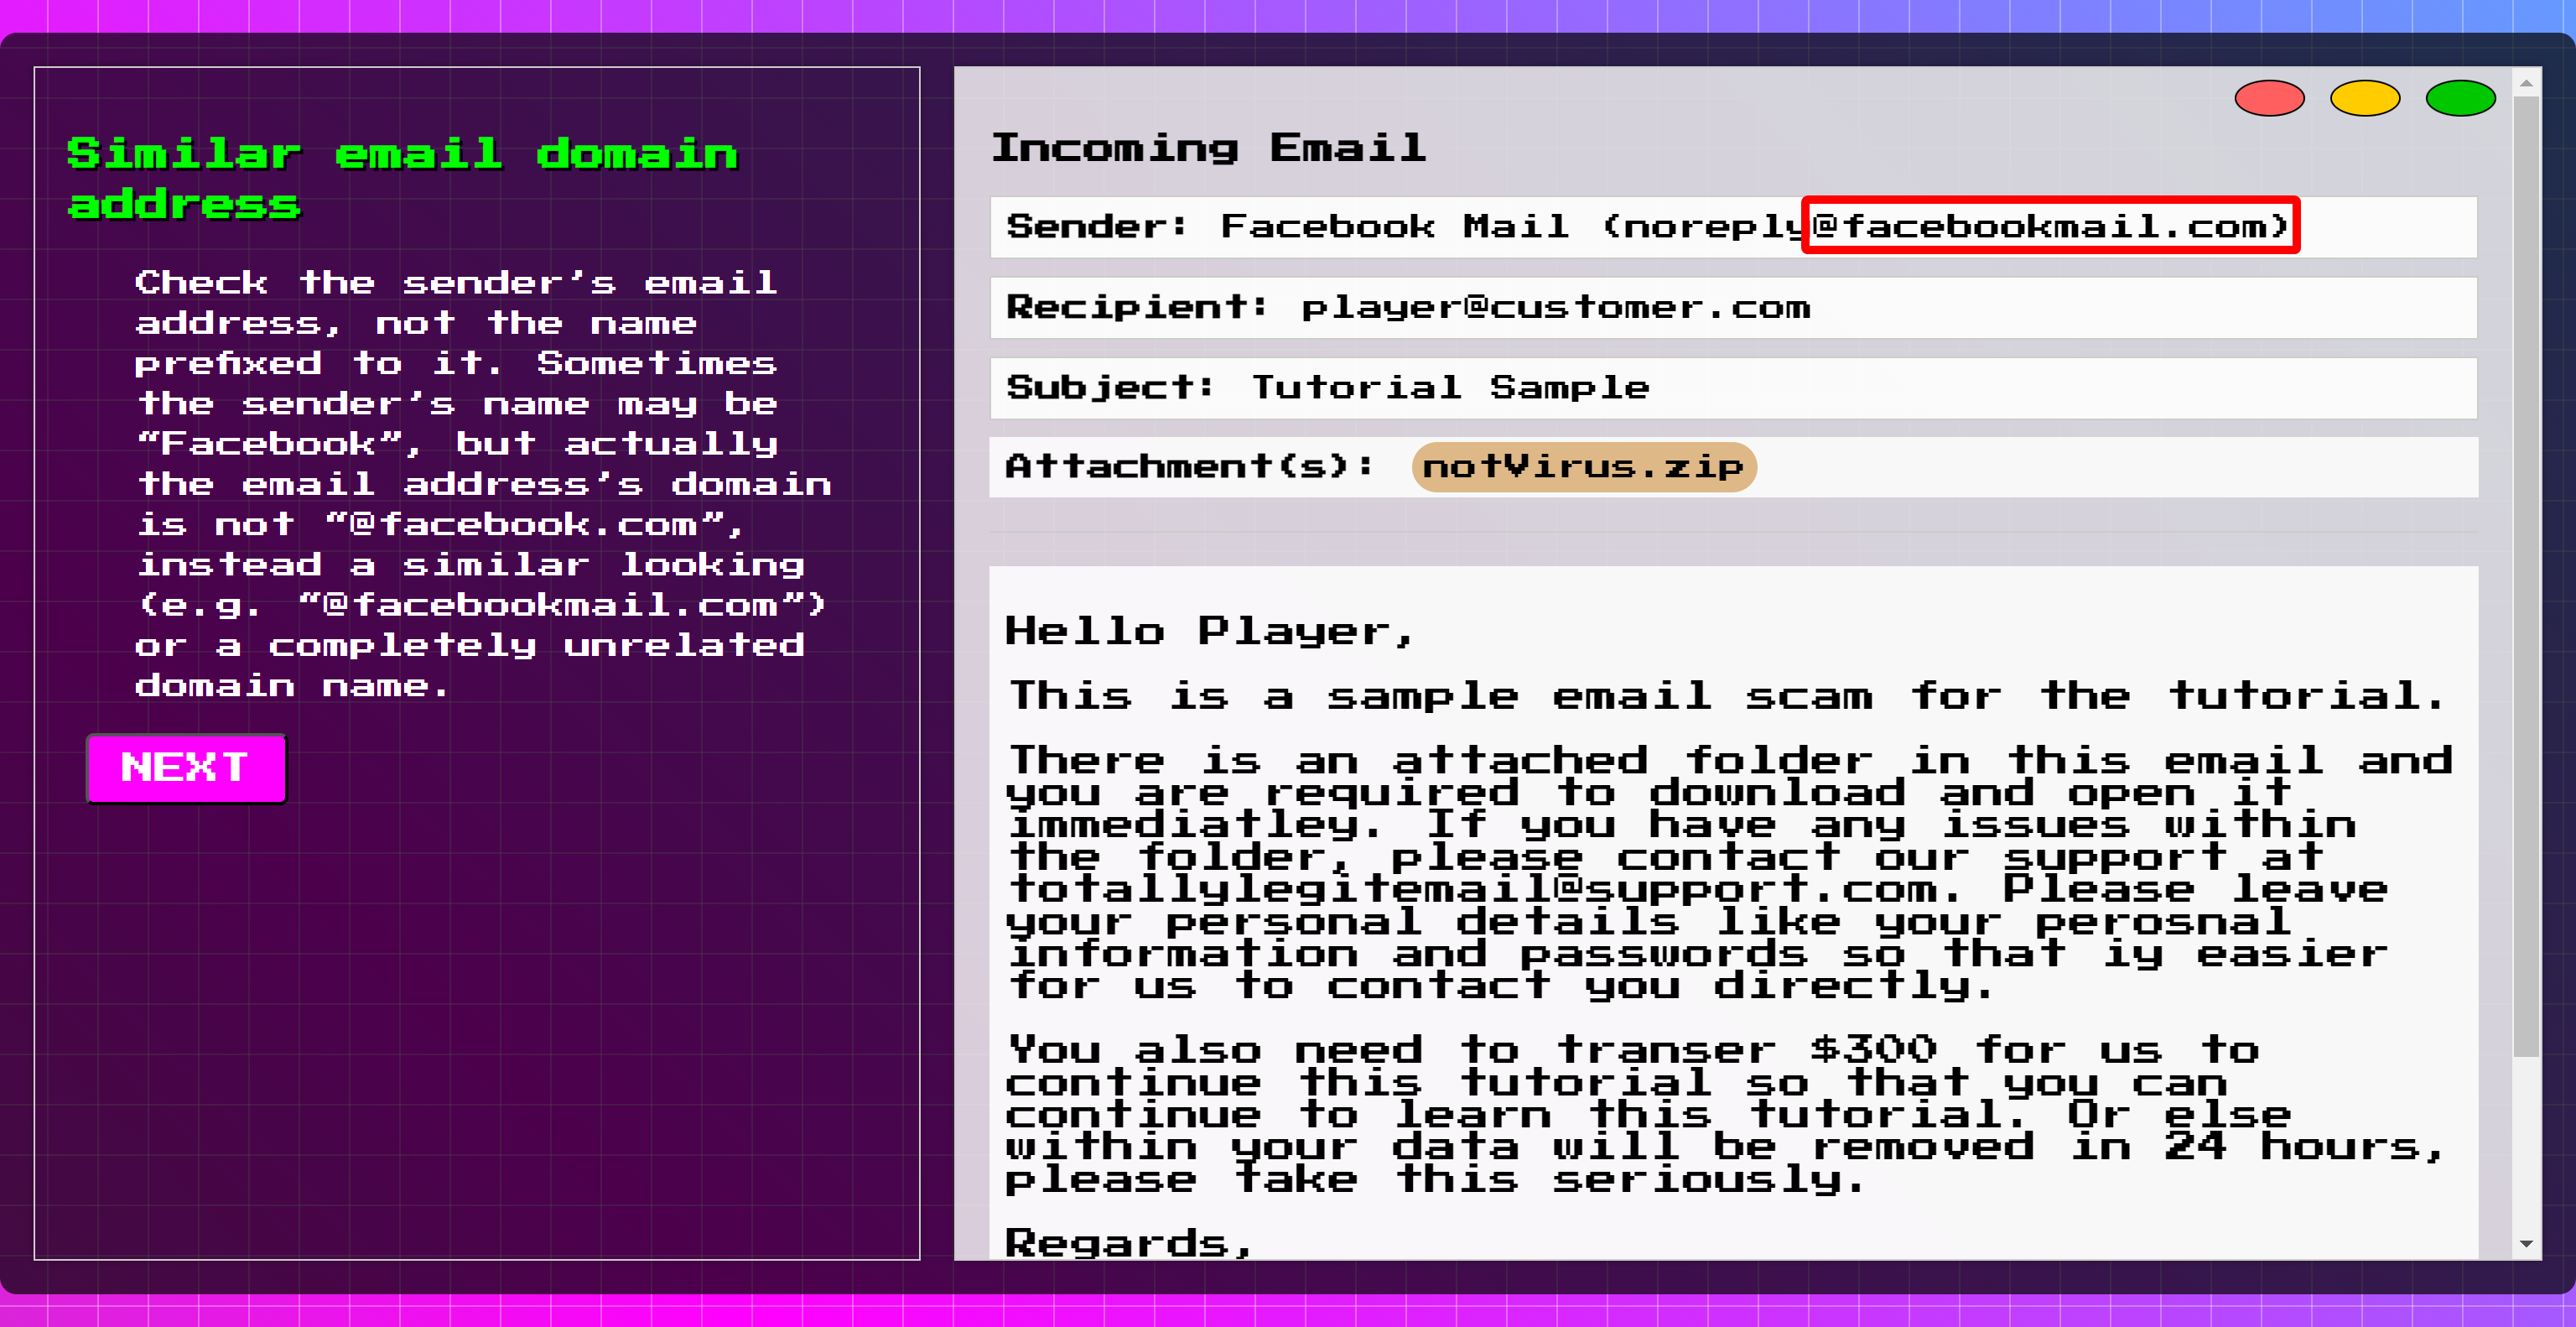 Similar email domain
address
Check the sender's email
address, not the name
prefixed to it. Sometimes
the sender's name may be
“Facebook”, but actually
the email address's domain
is not “@facebook.com”,
instead a similar looking
(e.g. “@facebookmail.com”)
or a completely unrelated
domain name.
NEXT
Incoming Email
Sender: Facebook Mail (noreply@facebookmail.com)
Recipient: player@customer.com
Subject: Tutorial Sample
Attachment(s): notVirus.zip
Hello Player,
This is a sample email scam for the tutorial.
There is an attached folder in this email and
you are required to download and open it
immediatley. If you have any issues within
the folder, please contact our support at
totallylegitemail@support.com. Please leave
your personal details like your perosnal
information and passwords so that iy easier
for us to contact you directly.
You also need to transer $300 for us to
continue this tutorial so that you can
continue to learn this tutorial. Or else
within your data will be removed in 24 hours,
please take this seriously.
Regards,